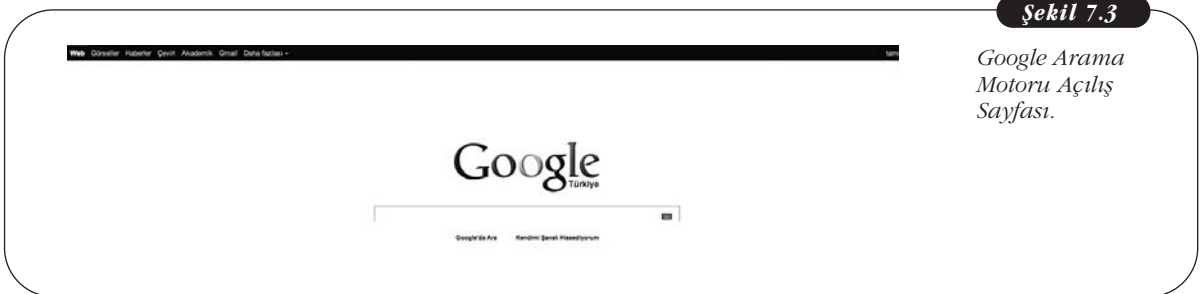 Şekil 7.3
Google Arama
Motoru Açılış
Sayfası.
Web Görseller Haberler Çeviri Akademik Gmail Daha fazlası
Google
Türkiye
Google'da Ara Kendimi Şanslı Hissediyorum